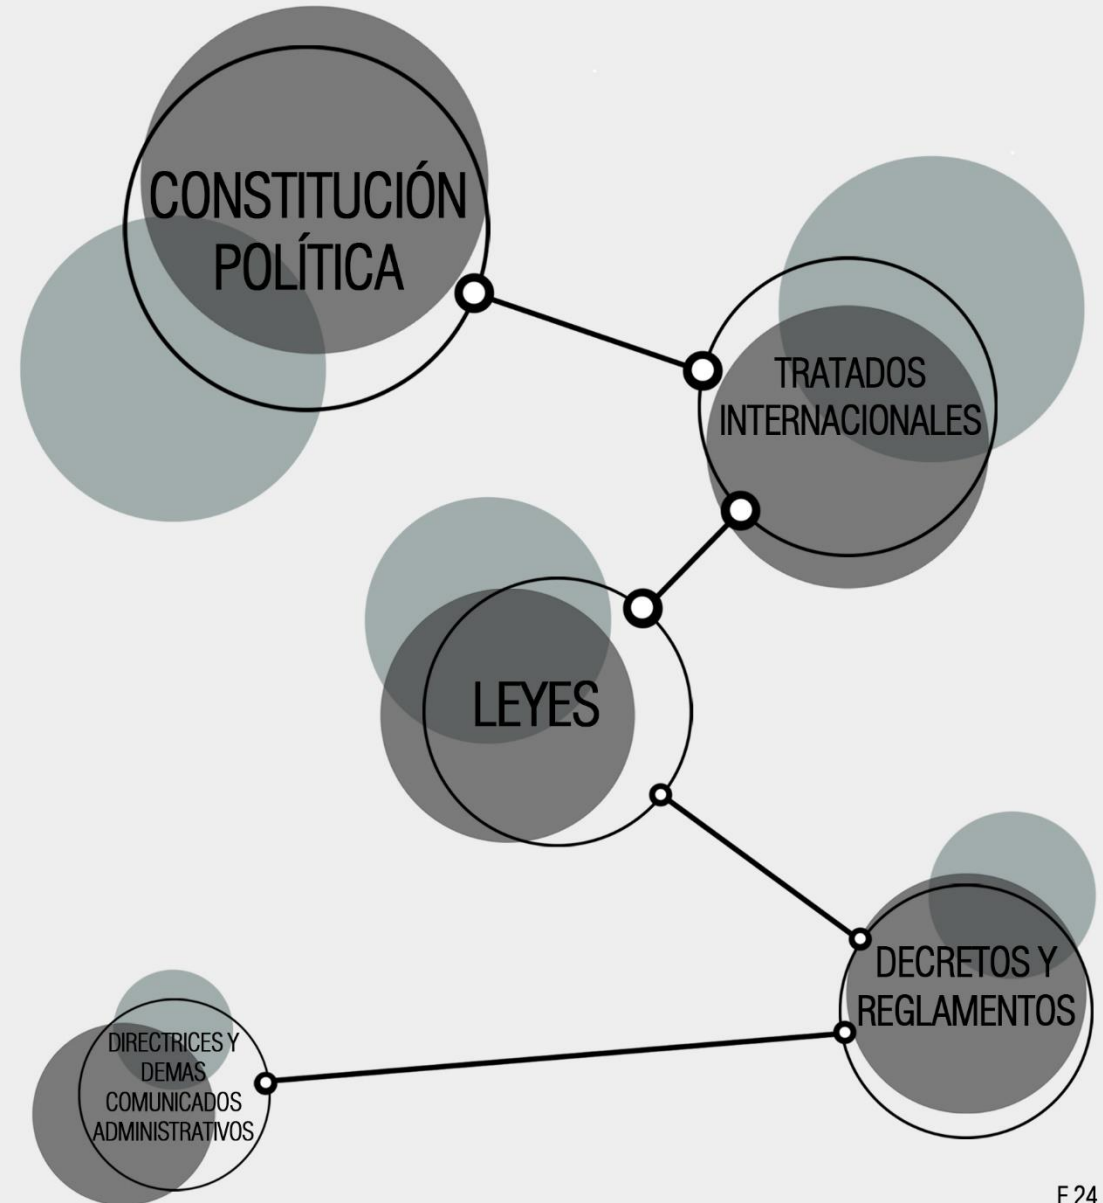 CONSTITUCIÓN
POLÍTICA
TRATADOS
INTERNACIONALES
LEYES
DECRETOS Y
REGLAMENTOS
DIRECTRICES Y
DEMAS
COMUNICADOS
ADMINISTRATIVOS
F 24